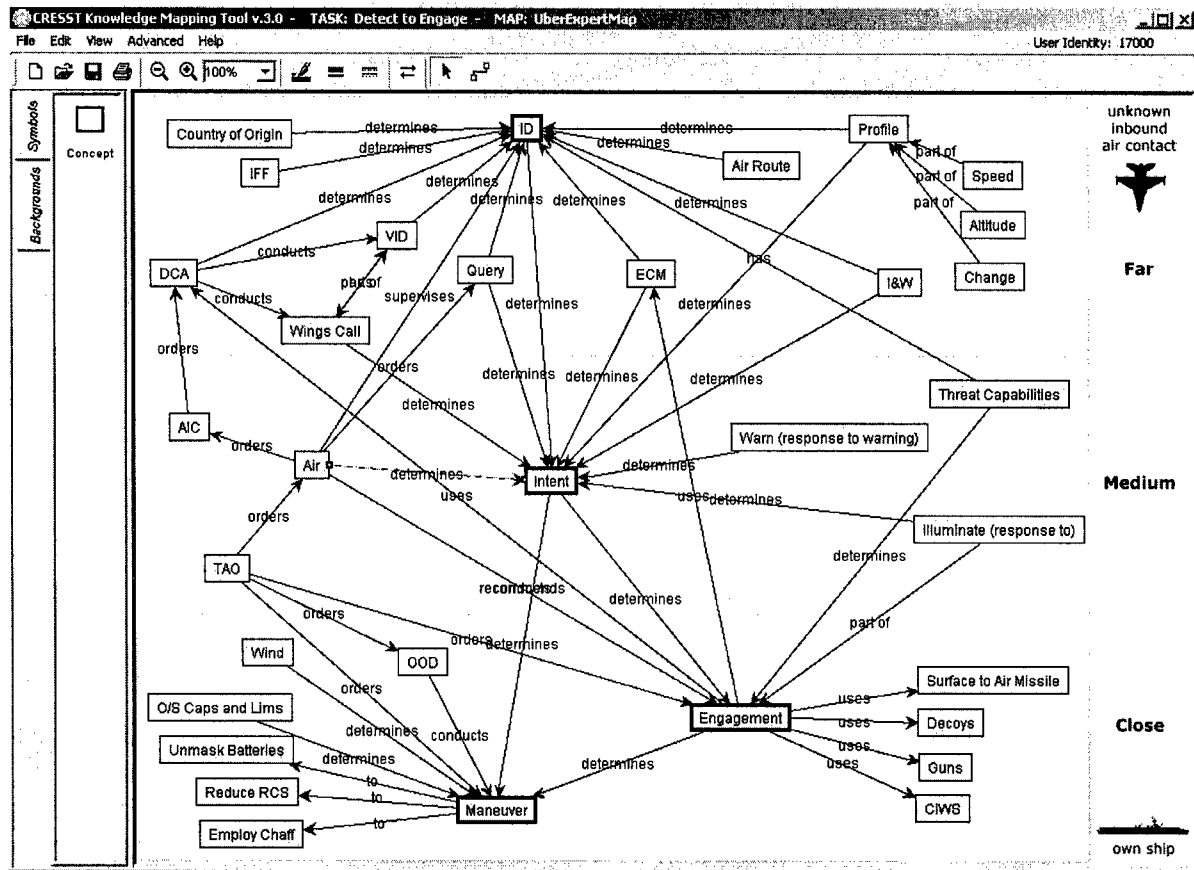 CRESST Knowledge Mapping Tool v.3.0 - TASK: Detect to Engage - MAP: UberExpertMap
File Edit View Advanced Help
User Identity: 17000
100%
Symbols
Backgrounds
Concept
unknown
inbound
air contact
Far
Medium
Close
own ship
Country of Origin
determines
ID
determines
Profile
IFF
determines
Air Route
part of
Speed
determines
determines
determines
determines
determines
part of
part of
Altitude
VID
conducts
DCA
Query
ECM
has
I&W
Change
conducts
parts of
supervises
determines
determines
Wings Call
orders
orders
determines
determines
determines
determines
Threat Capabilities
AIC
orders
Air
Warn (response to warning)
determines
determines
Intent
uses
uses
determines
Illuminate (response to)
orders
TAO
determines
conducts
determines
part of
orders
orders
determines
Wind
OOD
orders
Surface to Air Missile
uses
O/S Caps and Lims
Engagement
uses
Decoys
determines
conducts
uses
Unmask Batteries
determines
determines
uses
Guns
to
Reduce RCS
to
Maneuver
CIWS
to
Employ Chaff